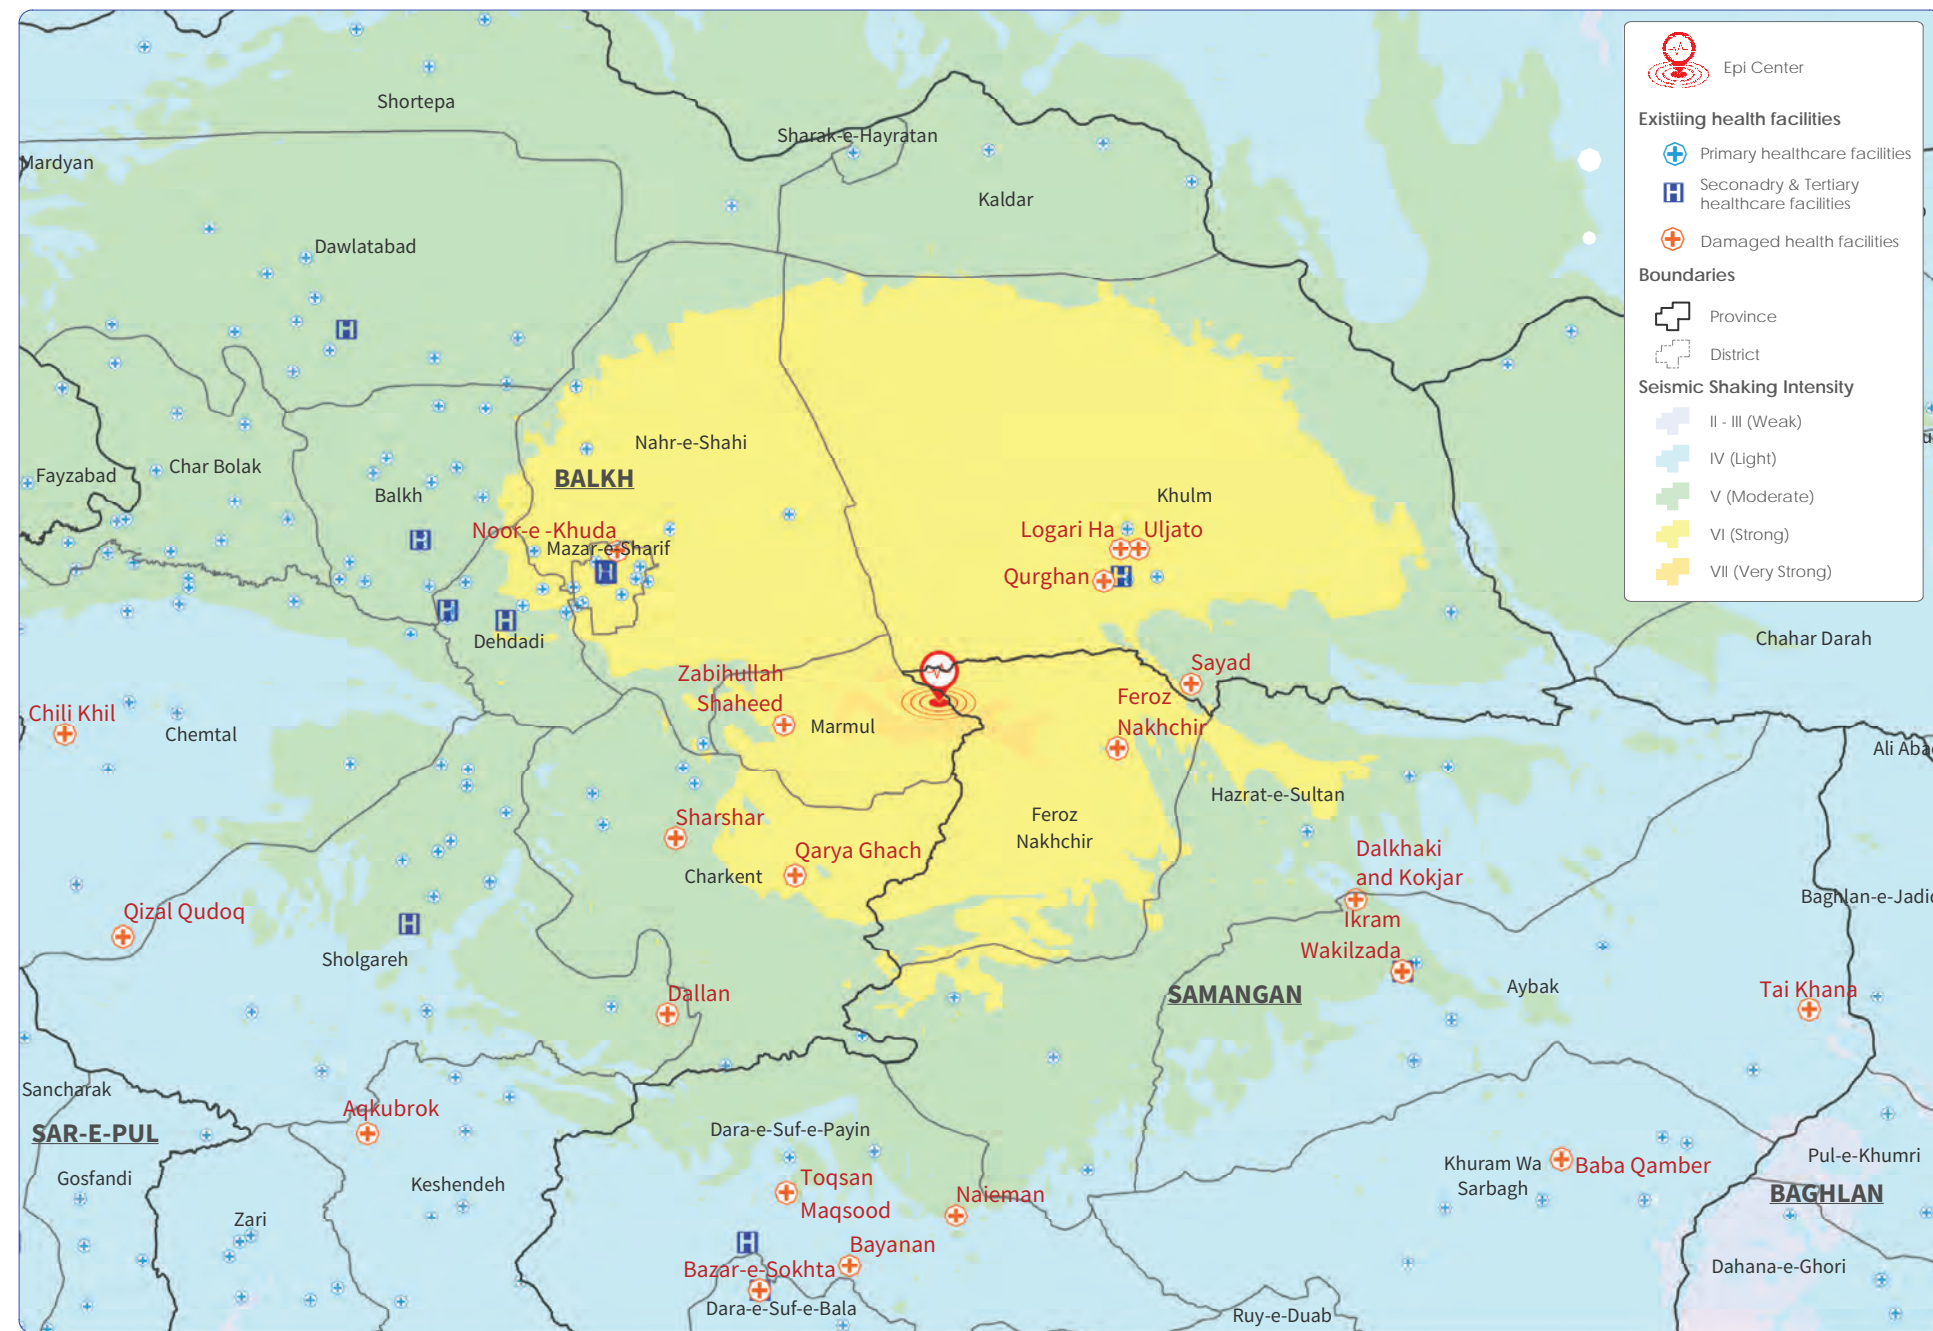 Shortepa
Sharak-e-Hayratan
Mardyan
Kaldar
Dawlatabad
Nahr-e-Shahi
BALKH
Char Bolak
Fayzabad
Balkh
Khulm
Noor-e -Khuda
Mazar-e-Sharif
Logari Ha
Uljato
Qurghan
Dehdadi
Chahar Darah
Zabihullah
Shaheed
Sayad
Feroz
Nakhchir
Chili Khil
Chemtal
Marmul
Ali Aba
Hazrat-e-Sultan
Sharshar
Feroz
Nakhchir
Qarya Ghach
Charkent
Dalkhaki
and Kokjar
Baghlan-e-Jadi
Qizal Qudoq
Ikram
Wakilzada
Sholgareh
Dallan
SAMANGAN
Aybak
Tai Khana
Sancharak
Aqkubrok
SAR-E-PUL
Dara-e-Suf-e-Payin
Gosfandi
Keshendeh
Toqsan
Maqsood
Naieman
Khuram Wa
Sarbagh
Baba Qamber
Pul-e-Khumri
BAGHLAN
Zari
Bayanan
Bazar-e-Sokhta
Dahana-e-Ghori
Dara-e-Suf-e-Bala
Ruy-e-Duab
Epi Center
Existiing health facilities
Primary healthcare facilities
H Seconadry & Tertiary
healthcare facilities
Damaged health facilities
Boundaries
Province
District
Seismic Shaking Intensity
II - III (Weak)
IV (Light)
V (Moderate)
VI (Strong)
VII (Very Strong)